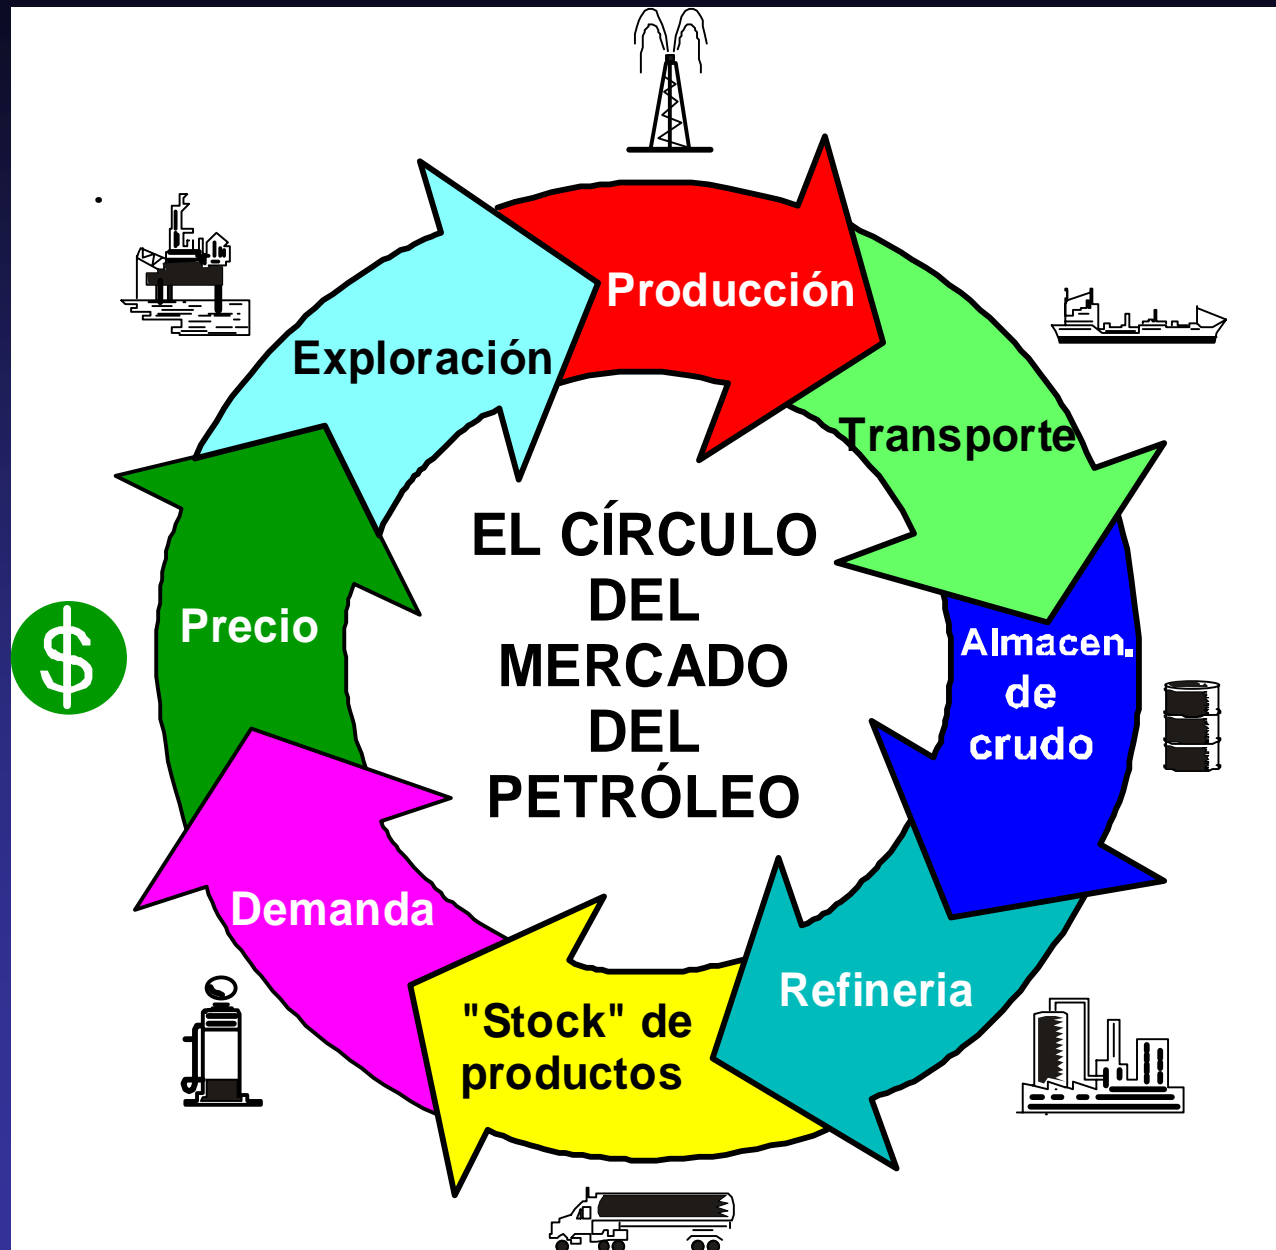 Producción
Exploración
Transporte
EL CÍRCULO
DEL
MERCADO
DEL
PETRÓLEO
Precio
$
Almacen.
de
crudo
Demanda
Refineria
"Stock" de
productos